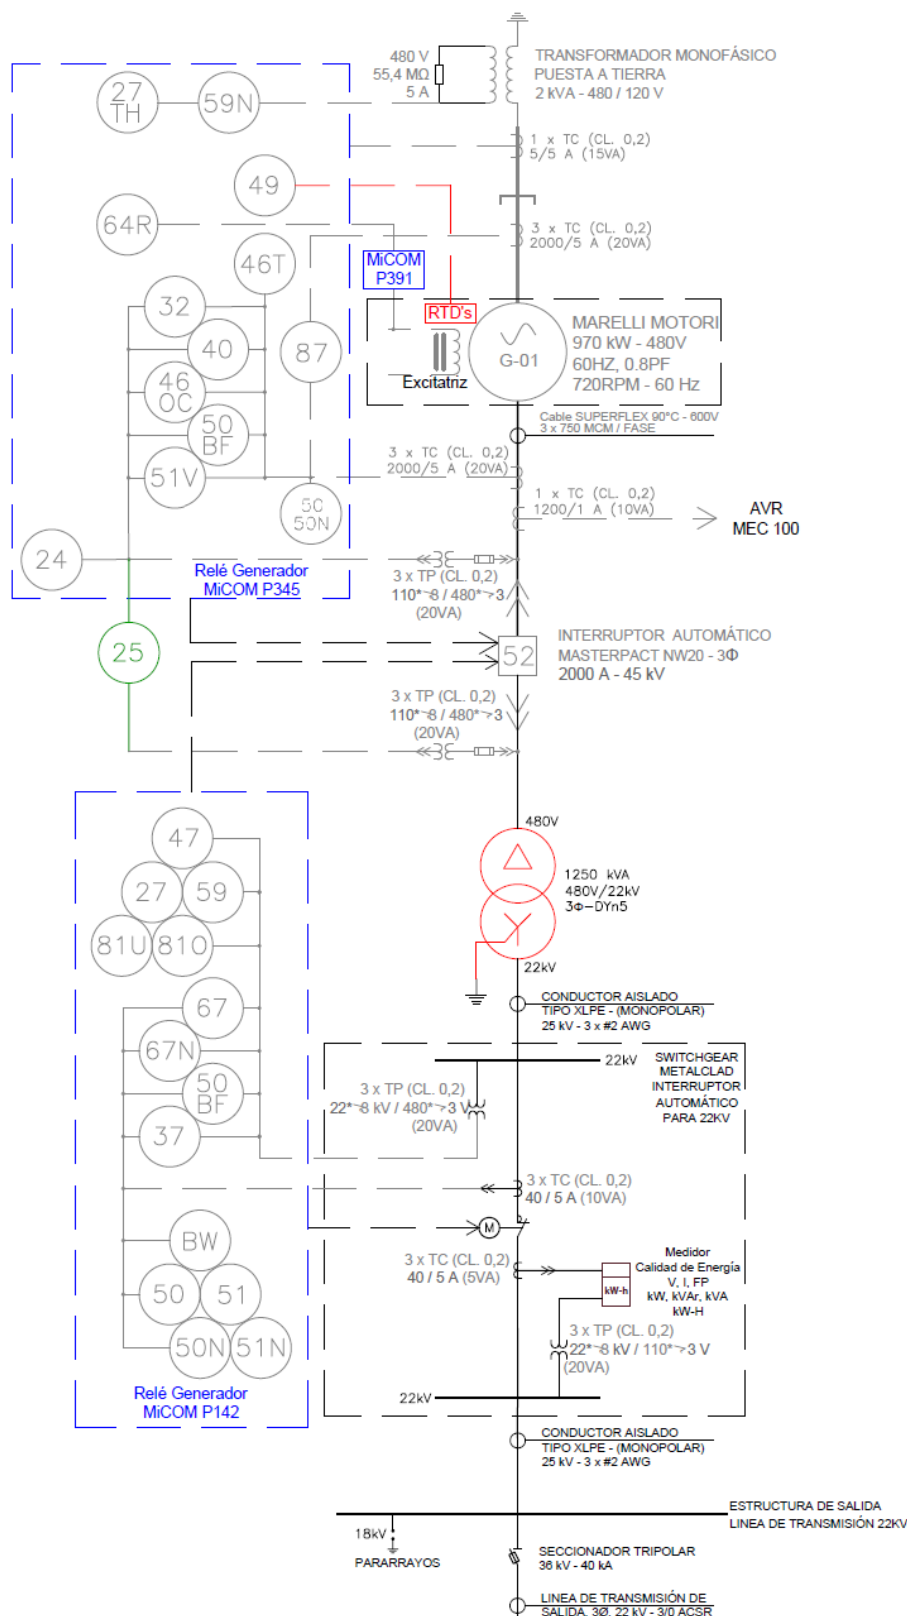 480 V
55,4 MΩ
5 A
TRANSFORMADOR MONOFÁSICO
PUESTA A TIERRA
2 kVA - 480 / 120 V
27
TH
59N
1 x TC (CL. 0,2)
5/5 A (15VA)
49
64R
3 x TC (CL. 0,2)
2000/5 A (20VA)
46T
MiCOM
P391
RTD's
32
40
87
46
OC
50
BF
51V
Excitatriz
G-01
MARELLI MOTORI
970 kW - 480V
60HZ, 0.8PF
720RPM - 60 Hz
Cable SUPERFLEX 90°C - 600V
3 x 750 MCM / FASE
3 x TC (CL. 0,2)
2000/5 A (20VA)
50
50N
1 x TC (CL. 0,2)
1200/1 A (10VA)
AVR
MEC 100
24
Relé Generador
MiCOM P345
3 x TP (CL. 0,2)
110*¬8 / 480*¬>3
(20VA)
25
52
INTERRUPTOR AUTOMÁTICO
MASTERPACT NW20 - 3Φ
2000 A - 45 kV
3 x TP (CL. 0,2)
110*¬8 / 480*¬>3
(20VA)
47
27
59
81U
81O
480V
1250 kVA
480V/22kV
3Φ-DYn5
22kV
67
67N
50
BF
37
CONDUCTOR AISLADO
TIPO XLPE - (MONOPOLAR)
25 kV - 3 x #2 AWG
22kV
SWITCHGEAR
METALCLAD
INTERRUPTOR
AUTOMÁTICO
PARA 22KV
3 x TP (CL. 0,2)
22*¬8 kV / 480*¬>3 V
(20VA)
3 x TC (CL. 0,2)
40 / 5 A (10VA)
M
BW
50
51
50N
51N
3 x TC (CL. 0,2)
40 / 5 A (5VA)
Medidor
Calidad de Energía
V, I, FP
kW, kVAr, kVA
kW-H
kW-h
3 x TP (CL. 0,2)
22*¬8 kV / 110*¬>3 V
(20VA)
Relé Generador
MiCOM P142
22kV
CONDUCTOR AISLADO
TIPO XLPE - (MONOPOLAR)
25 kV - 3 x #2 AWG
ESTRUCTURA DE SALIDA
LINEA DE TRANSMISIÓN 22KV
18kV
PARARRAYOS
SECCIONADOR TRIPOLAR
36 kV - 40 kA
LINEA DE TRANSMISIÓN DE
SALIDA, 3Ø, 22 kV - 3/0 ACSR